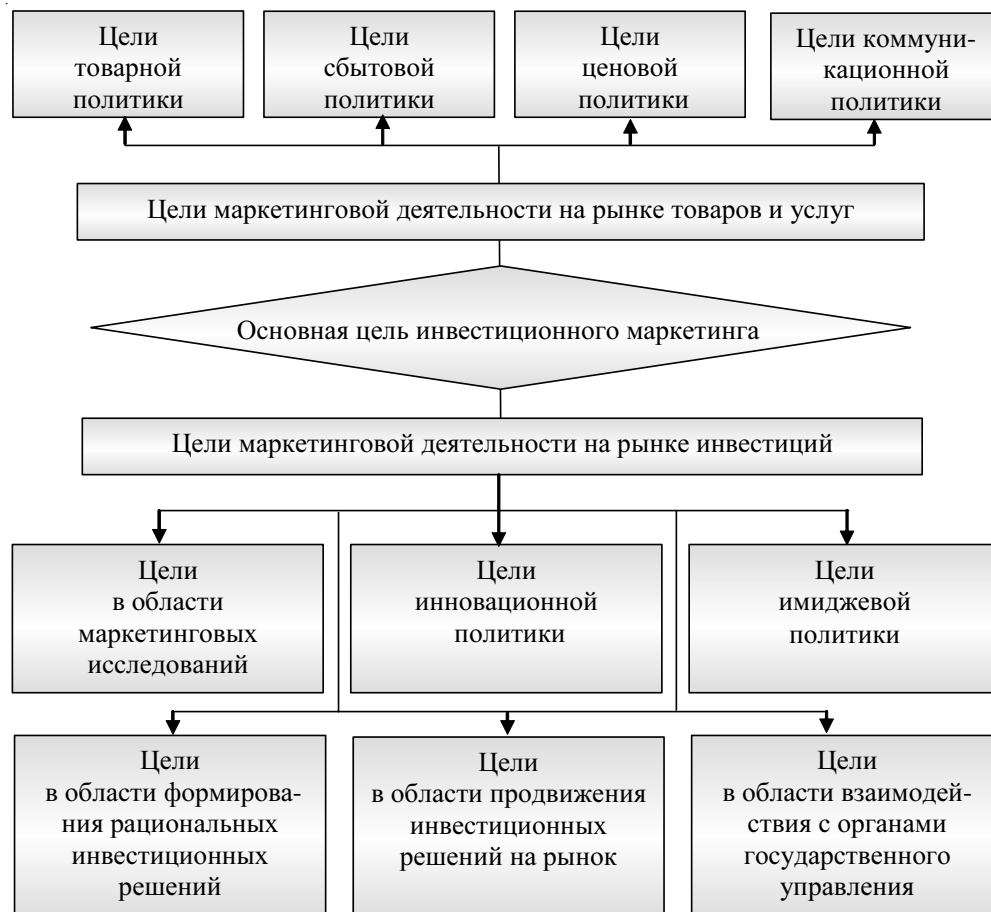 Цели
товарной
политики
Цели
сбытовой
политики
Цели
ценовой
политики
Цели коммуни-
кационной
политики
Цели маркетинговой деятельности на рынке товаров и услуг
Основная цель инвестиционного маркетинга
Цели маркетинговой деятельности на рынке инвестиций
Цели
в области
маркетинговых
исследований
Цели
инновационной
политики
Цели
имиджевой
политики
Цели
в области формирова-
ния рациональных
инвестиционных
решений
Цели
в области продвижения
инвестиционных
решений на рынок
Цели
в области взаимодей-
ствия с органами
государственного
управления